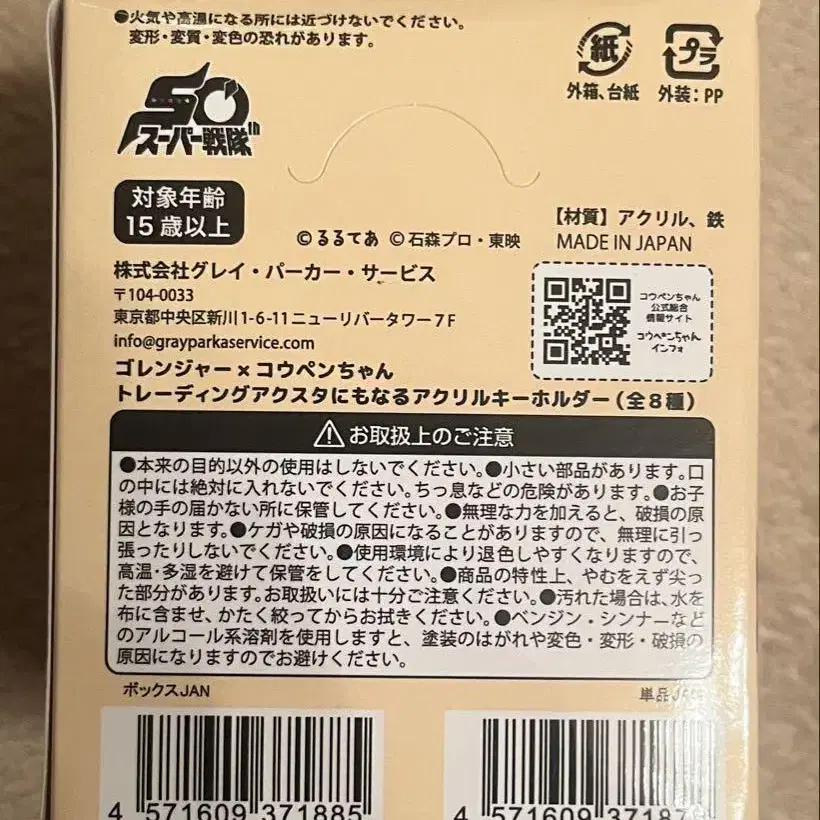 ●火気や高温になる所には近づけないでください。
変形・変質・変色の恐れがあります。
紙
プラ
外箱、台紙
外装：PP
50
スーパー戦隊 th
対象年齢
15歳以上
©るるてあ ©石森プロ・東映
【材質】アクリル、鉄
MADE IN JAPAN
株式会社グレイ・パーカー・サービス
〒104-0033
東京都中央区新川1-6-11ニューリバータワー7F
info@grayparkaservice.com
コウペンちゃん
公式総合
情報サイト
コウペンちゃん
インフォ
ゴレンジャー×コウペンちゃん
トレーディングアクスタにもなるアクリルキーホルダー（全8種）
お取扱上のご注意
●本来の目的以外の使用はしないでください。●小さい部品があります。口
の中には絶対に入れないでください。ちっ息などの危険があります。●お子
様の手の届かない所に保管してください。●無理な力を加えると、破損の原
因となります。●ケガや破損の原因になることがありますので、無理に引っ
張ったりしないでください。●使用環境により退色しやすくなりますので、
高温・多湿を避けて保管をしてください。●商品の特性上、やむをえず尖っ
た部分があります。お取扱いには十分ご注意ください。●汚れた場合は、水を
布に含ませ、かたく絞ってからお拭きください。●ベンジン・シンナーなど
のアルコール系溶剤を使用しますと、塗装のはがれや変色・変形・破損の
原因になりますのでお避けください。
ボックスJAN
単品JAN
4 571609 371885
4 571609